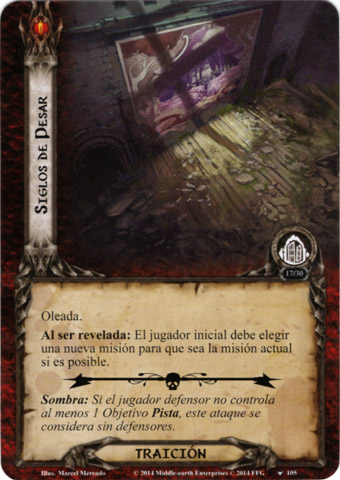 SIGLOS DE PESAR
17/30
Oleada.
Al ser revelada: El jugador inicial debe elegir
una nueva misión para que sea la misión actual
si es posible.
Sombra: Si el jugador defensor no controla
al menos 1 Objetivo Pista, este ataque se
considera sin defensores.
TRAICIÓN
Illus. Marcel Mercado © 2014 Middle-earth Enterprises © 2014 FFG. 105